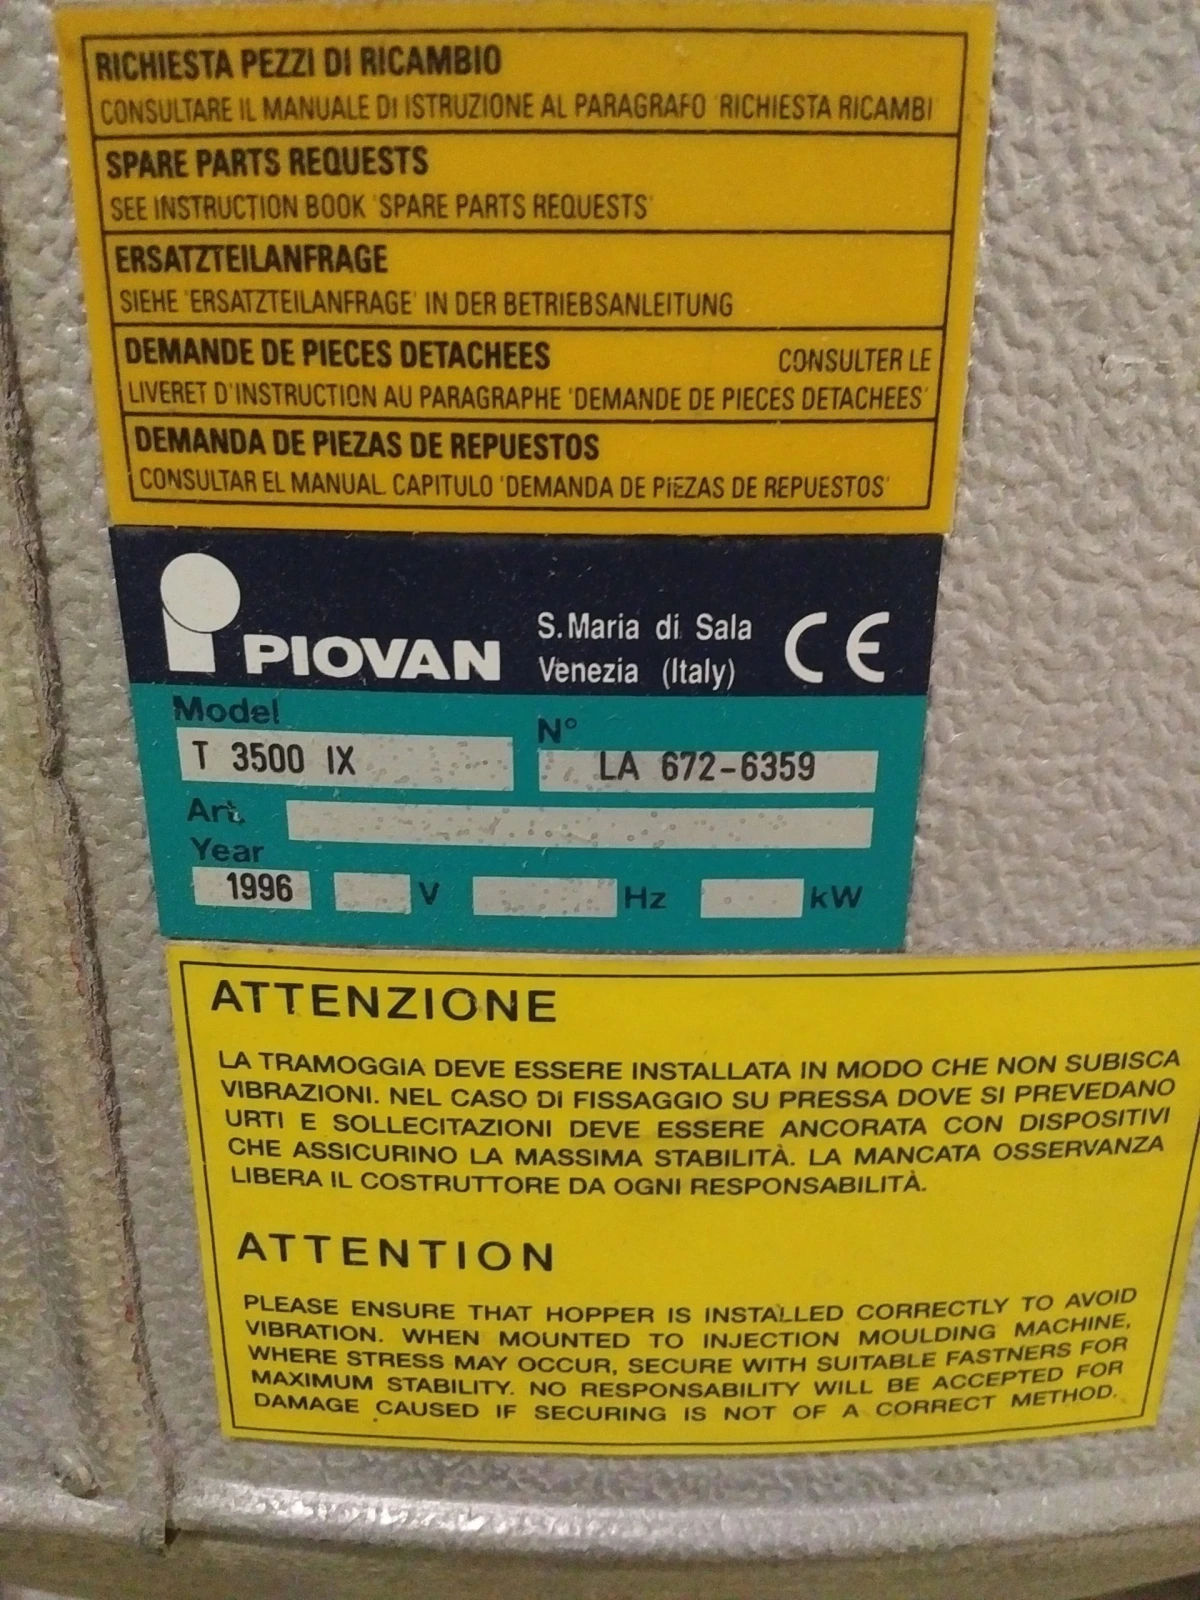 RICHIESTA PEZZI DI RICAMBIO
CONSULTARE IL MANUALE DI ISTRUZIONE AL PARAGRAFO 'RICHIESTA RICAMBI'
SPARE PARTS REQUESTS
SEE INSTRUCTION BOOK 'SPARE PARTS REQUESTS'
ERSATZTEILANFRAGE
SIEHE 'ERSATZTEILANFRAGE' IN DER BETRIEBSANLEITUNG
DEMANDE DE PIECES DETACHEES CONSULTER LE
LIVERET D'INSTRUCTION AU PARAGRAPHE 'DEMANDE DE PIECES DETACHEES'
DEMANDA DE PIEZAS DE REPUESTOS
CONSULTAR EL MANUAL. CAPITULO 'DEMANDA DE PIEZAS DE REPUESTOS'
PIOVAN
S. Maria di Sala
Venezia (Italy)
CE
Model
T 3500 IX
N°
LA 672-6359
Art.
Year
1996 V Hz kW
ATTENZIONE
LA TRAMOGGIA DEVE ESSERE INSTALLATA IN MODO CHE NON SUBISCA
VIBRAZIONI. NEL CASO DI FISSAGGIO SU PRESSA DOVE SI PREVEDANO
URTI E SOLLECITAZIONI DEVE ESSERE ANCORATA CON DISPOSITIVI
CHE ASSICURINO LA MASSIMA STABILITÀ. LA MANCATA OSSERVANZA
LIBERA IL COSTRUTTORE DA OGNI RESPONSABILITÀ.
ATTENTION
PLEASE ENSURE THAT HOPPER IS INSTALLED CORRECTLY TO AVOID
VIBRATION. WHEN MOUNTED TO INJECTION MOULDING MACHINE,
WHERE STRESS MAY OCCUR, SECURE WITH SUITABLE FASTNERS FOR
MAXIMUM STABILITY. NO RESPONSABILITY WILL BE ACCEPTED FOR
DAMAGE CAUSED IF SECURING IS NOT OF A CORRECT METHOD.